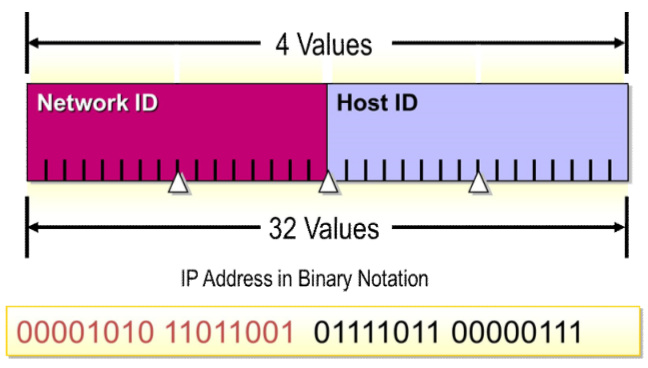 4 Values
Network ID Host ID
32 Values
IP Address in Binary Notation
00001010 11011001 01111011 00000111